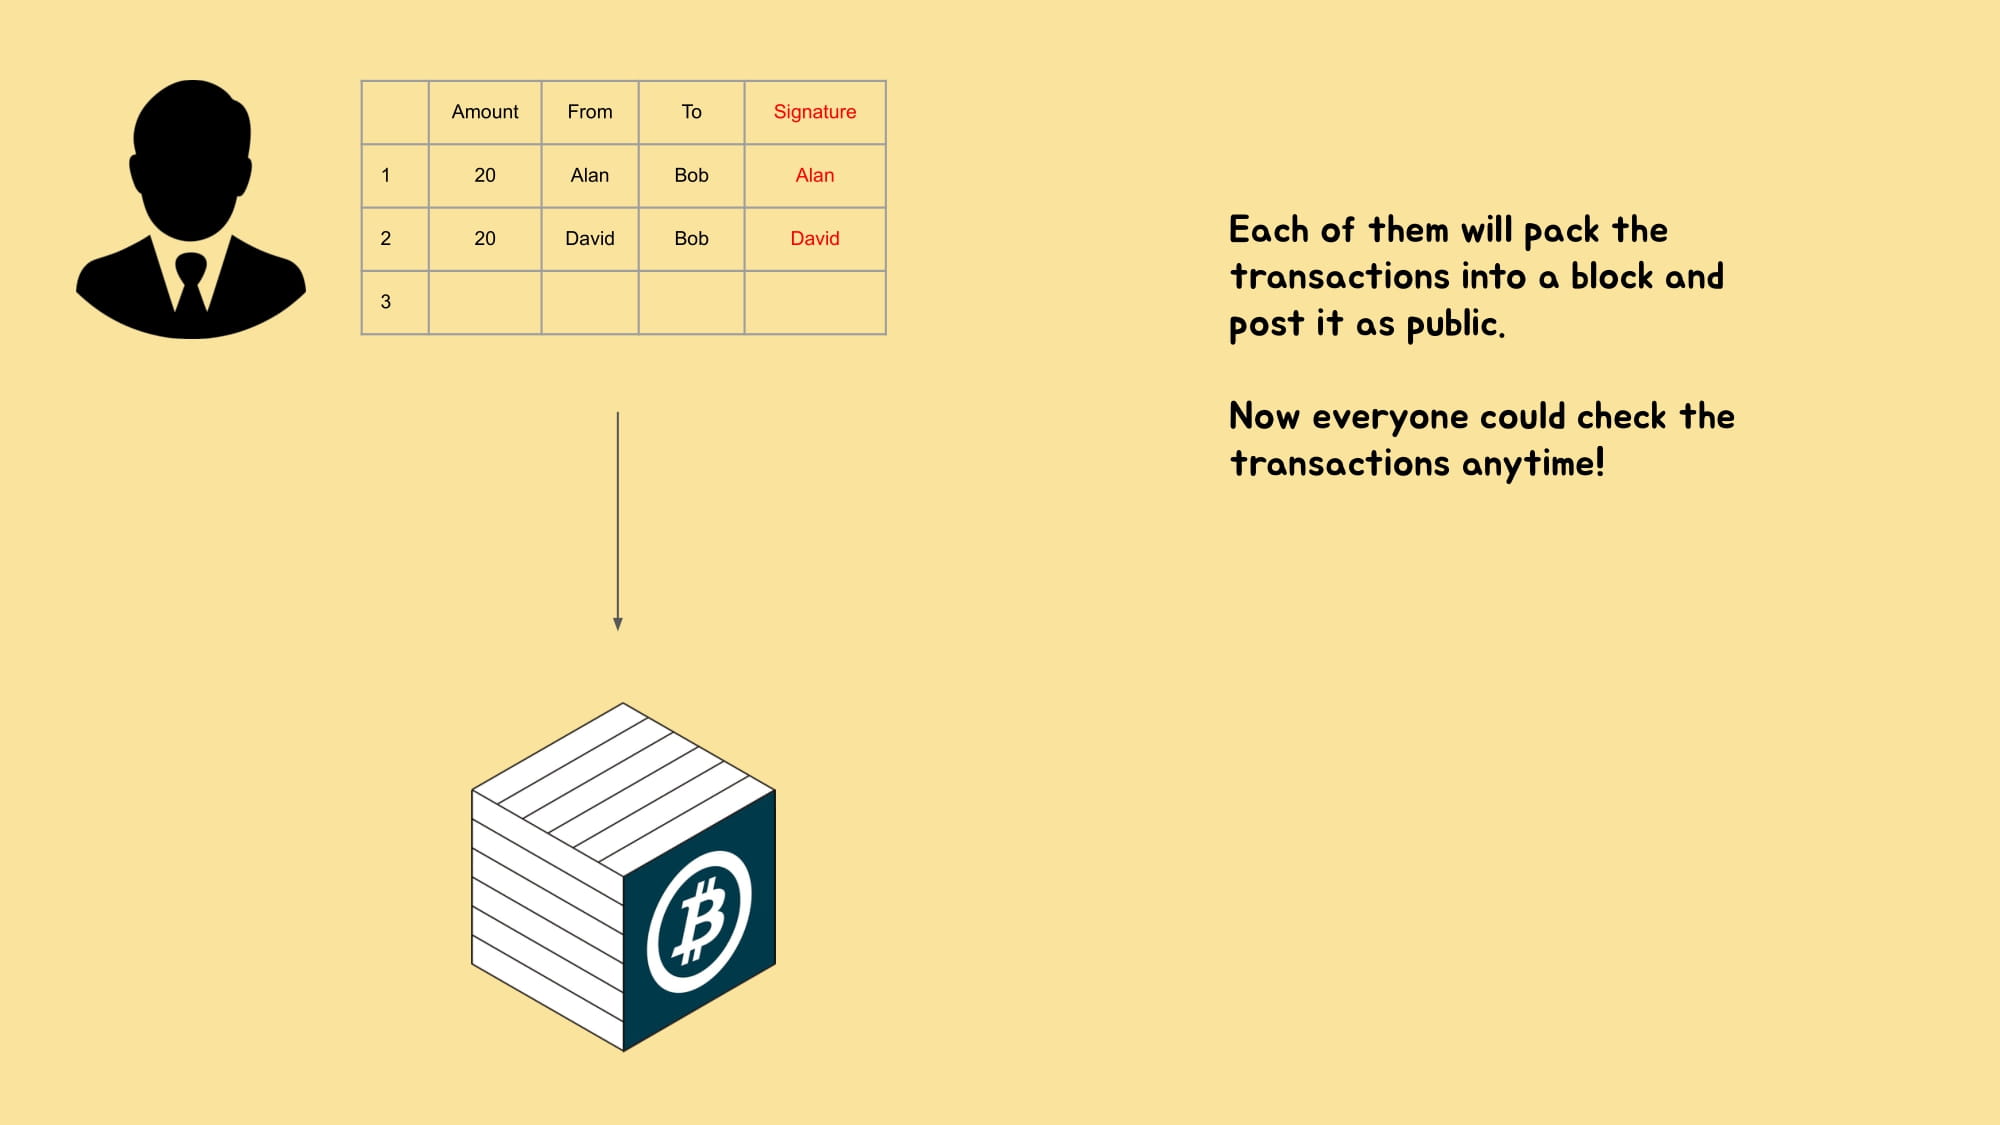 Amount From To Signature
1 20 Alan Bob Alan
2 20 David Bob David
3
Each of them will pack the
transactions into a block and
post it as public.
Now everyone could check the
transactions anytime!